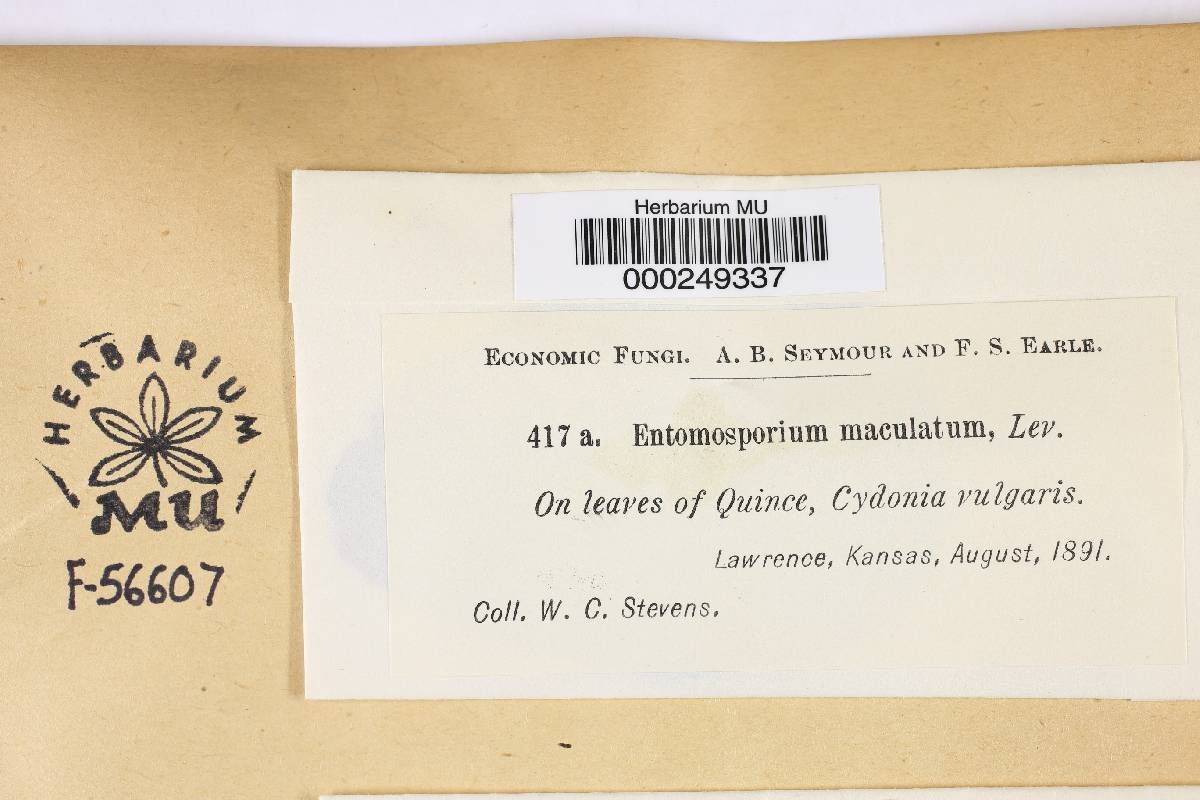 Herbarium MU
000249337
ECONOMIC FUNGI. A. B. SEYMOUR AND F. S. EARLE.
417 a. Entomosporium maculatum, Lev.
On leaves of Quince, Cydonia vulgaris.
Lawrence, Kansas, August, 1891.
Coll. W. C. Stevens.
HERBARIUM
MU
F-56607